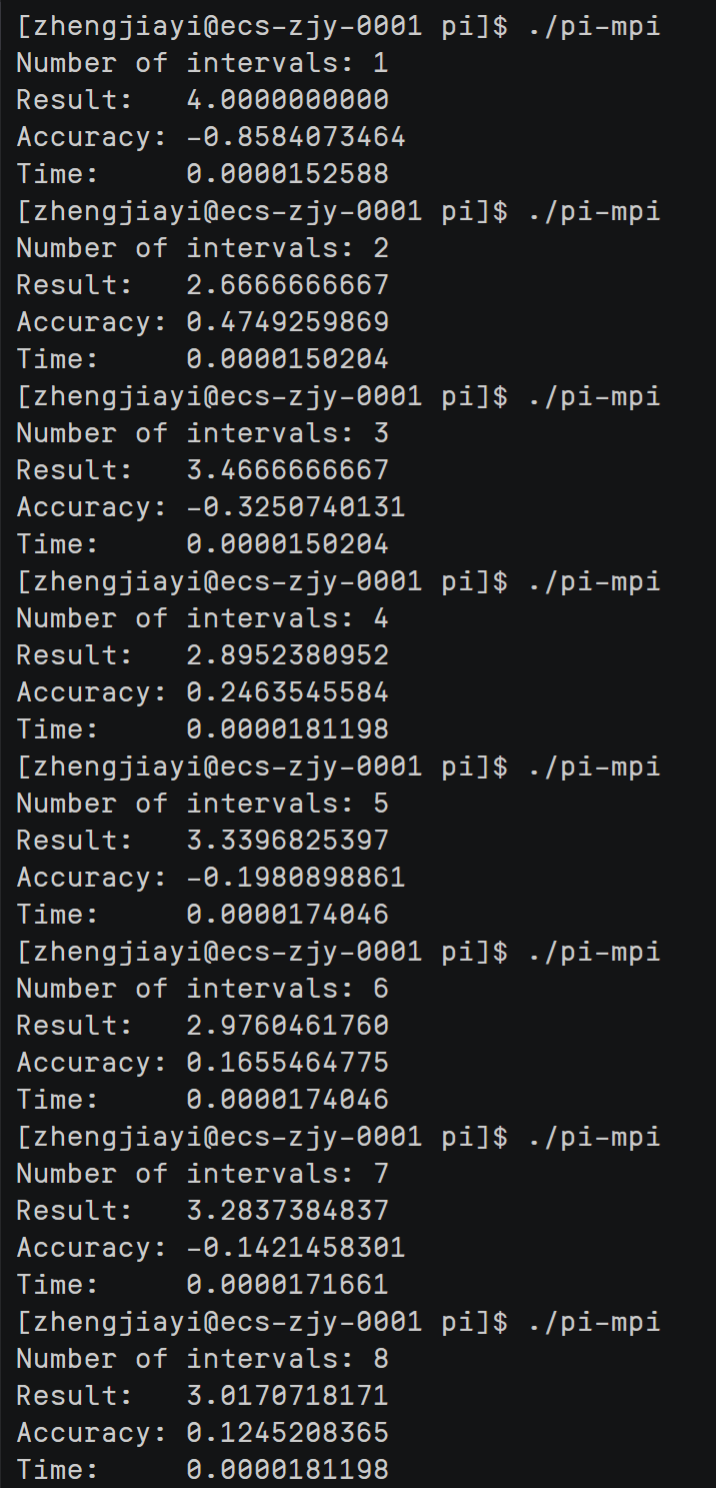 [zhengjiayi@ecs-zjy-0001 pi]$ ./pi-mpi
Number of intervals: 1
Result:   4.0000000000
Accuracy: -0.8584073464
Time:     0.0000152588
[zhengjiayi@ecs-zjy-0001 pi]$ ./pi-mpi
Number of intervals: 2
Result:   2.6666666667
Accuracy: 0.4749259869
Time:     0.0000150204
[zhengjiayi@ecs-zjy-0001 pi]$ ./pi-mpi
Number of intervals: 3
Result:   3.4666666667
Accuracy: -0.3250740131
Time:     0.0000150204
[zhengjiayi@ecs-zjy-0001 pi]$ ./pi-mpi
Number of intervals: 4
Result:   2.8952380952
Accuracy: 0.2463545584
Time:     0.0000181198
[zhengjiayi@ecs-zjy-0001 pi]$ ./pi-mpi
Number of intervals: 5
Result:   3.3396825397
Accuracy: -0.1980898861
Time:     0.0000174046
[zhengjiayi@ecs-zjy-0001 pi]$ ./pi-mpi
Number of intervals: 6
Result:   2.9760461760
Accuracy: 0.1655464775
Time:     0.0000174046
[zhengjiayi@ecs-zjy-0001 pi]$ ./pi-mpi
Number of intervals: 7
Result:   3.2837384837
Accuracy: -0.1421458301
Time:     0.0000171661
[zhengjiayi@ecs-zjy-0001 pi]$ ./pi-mpi
Number of intervals: 8
Result:   3.0170718171
Accuracy: 0.1245208365
Time:     0.0000181198